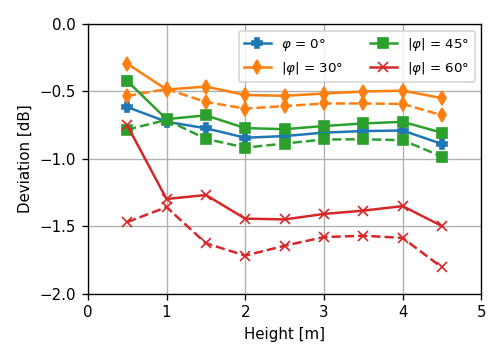 0.0
−0.5
−1.0
−1.5
−2.0
Deviation [dB]
φ = 0°
|φ| = 30°
|φ| = 45°
|φ| = 60°
0 1 2 3 4 5
Height [m]